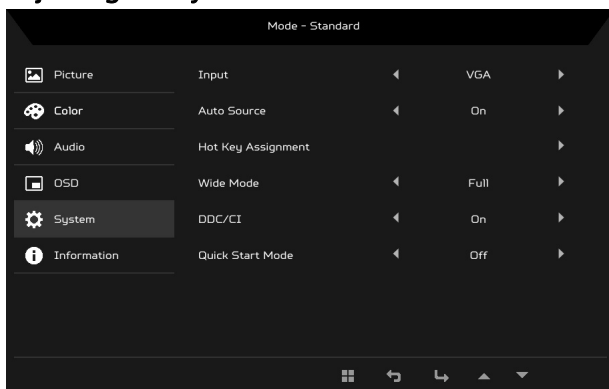 Mode - Standard
Picture
Input
VGA
Color
Auto Source
On
Audio
Hot Key Assignment
OSD
Wide Mode
Full
System
DDC/CI
On
Information
Quick Start Mode
Off